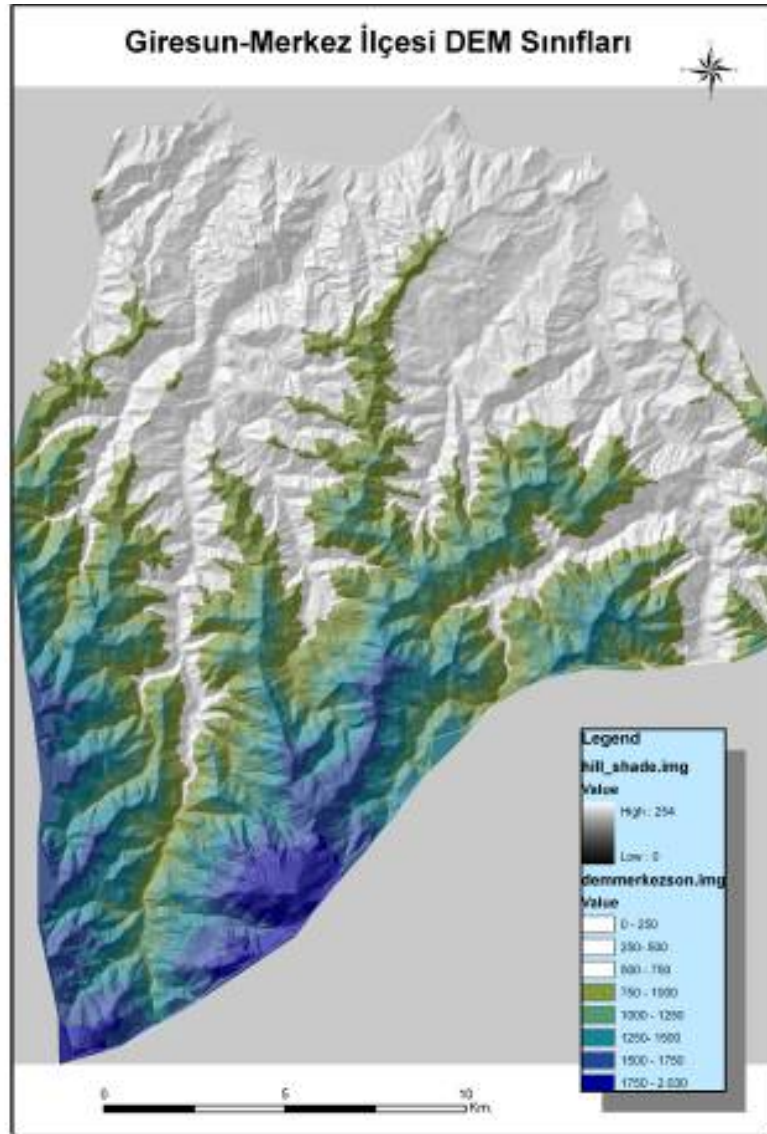 Giresun-Merkez İlçesi DEM Sınıfları
Legend
hill_shade.img
Value
High : 254
Low : 0
demmerkezson.img
Value
0 - 250
250- 500
500 - 750
750 - 1000
1000 - 1250
1250- 1500
1500 - 1750
1750 - 2.030
0 5 10
Km.